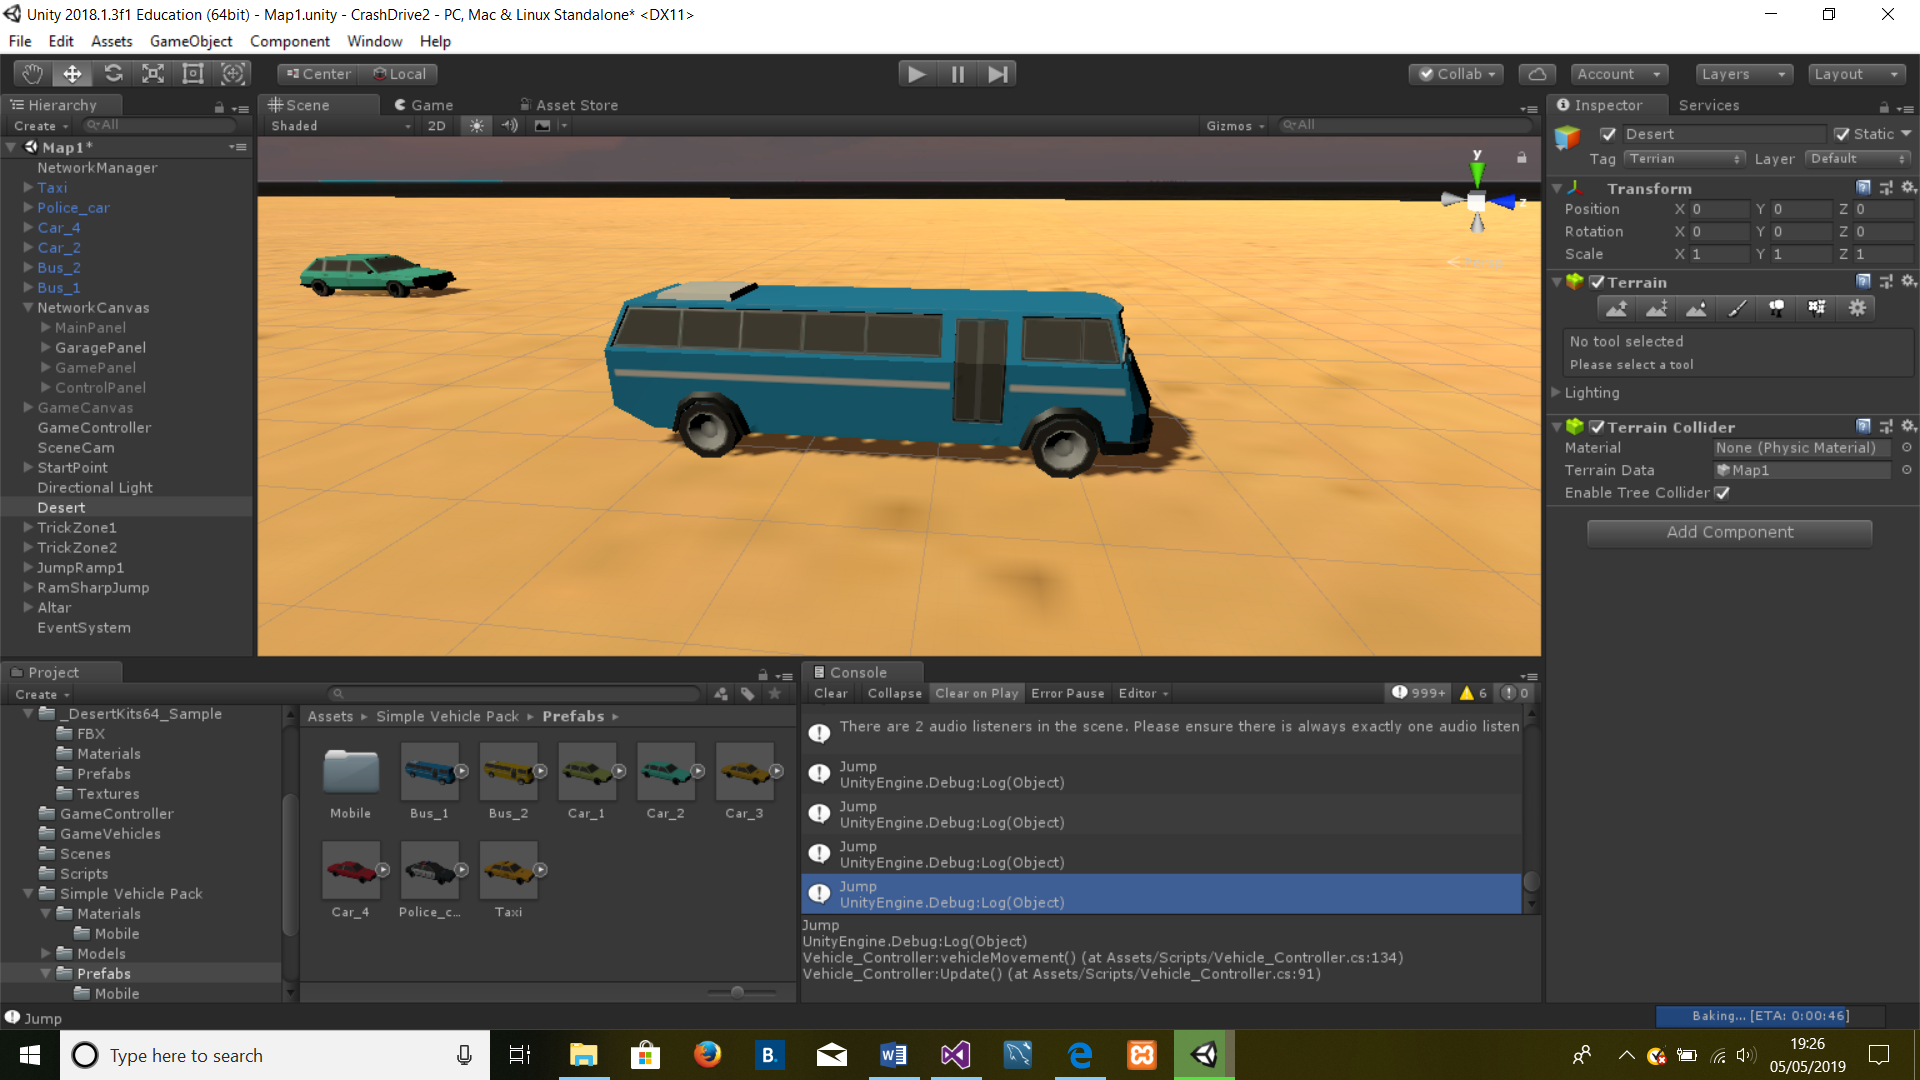 Unity 2018.1.3f1 Education (64bit) - Map1.unity - CrashDrive2 - PC, Mac & Linux Standalone* <DX11>
File Edit Assets GameObject Component Window Help
Center Local
Collab Account Layers Layout
Hierarchy
Create All
Map1*
NetworkManager
Taxi
Police_car
Car_4
Car_2
Bus_2
Bus_1
NetworkCanvas
MainPanel
GaragePanel
GamePanel
ControlPanel
GameCanvas
GameController
SceneCam
StartPoint
Directional Light
Desert
TrickZone1
TrickZone2
JumpRamp1
RamSharpJump
Altar
EventSystem
Scene Game Asset Store
Shaded 2D Gizmos All
y
z
Inspector Services
Desert Static
Tag Terrian Layer Default
Transform
Position X 0 Y 0 Z 0
Rotation X 0 Y 0 Z 0
Scale X 1 Y 1 Z 1
Terrain
No tool selected
Please select a tool
Lighting
Terrain Collider
Material None (Physic Material)
Terrain Data Map1
Enable Tree Collider
Add Component
Project
Create
_DesertKits64_Sample
FBX
Materials
Prefabs
Textures
GameController
GameVehicles
Scenes
Scripts
Simple Vehicle Pack
Materials
Mobile
Models
Prefabs
Mobile
Assets Simple Vehicle Pack Prefabs
Mobile Bus_1 Bus_2 Car_1 Car_2 Car_3
Car_4 Police_c... Taxi
Console
Clear Collapse Clear on Play Error Pause Editor 999+ 6 0
There are 2 audio listeners in the scene. Please ensure there is always exactly one audio listen
Jump
UnityEngine.Debug:Log(Object)
Jump
UnityEngine.Debug:Log(Object)
Jump
UnityEngine.Debug:Log(Object)
Jump
UnityEngine.Debug:Log(Object)
Jump
UnityEngine.Debug:Log(Object)
Vehicle_Controller:vehicleMovement() (at Assets/Scripts/Vehicle_Controller.cs:134)
Vehicle_Controller:Update() (at Assets/Scripts/Vehicle_Controller.cs:91)
Jump
Baking... [ETA: 0:00:46]
Type here to search
B.
19:26
05/05/2019